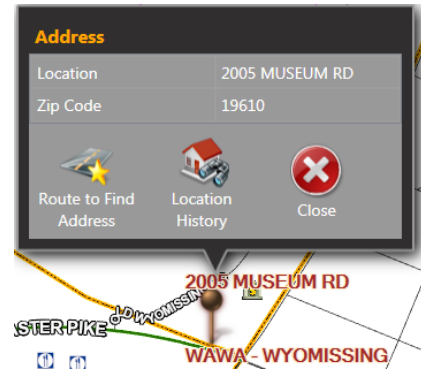 Address
Location 2005 MUSEUM RD
Zip Code 19610
Route to Find
Address
Location
History
Close
2005 MUSEUM RD
OLD WYOMISSING
STER PIKE
WAWA - WYOMISSING